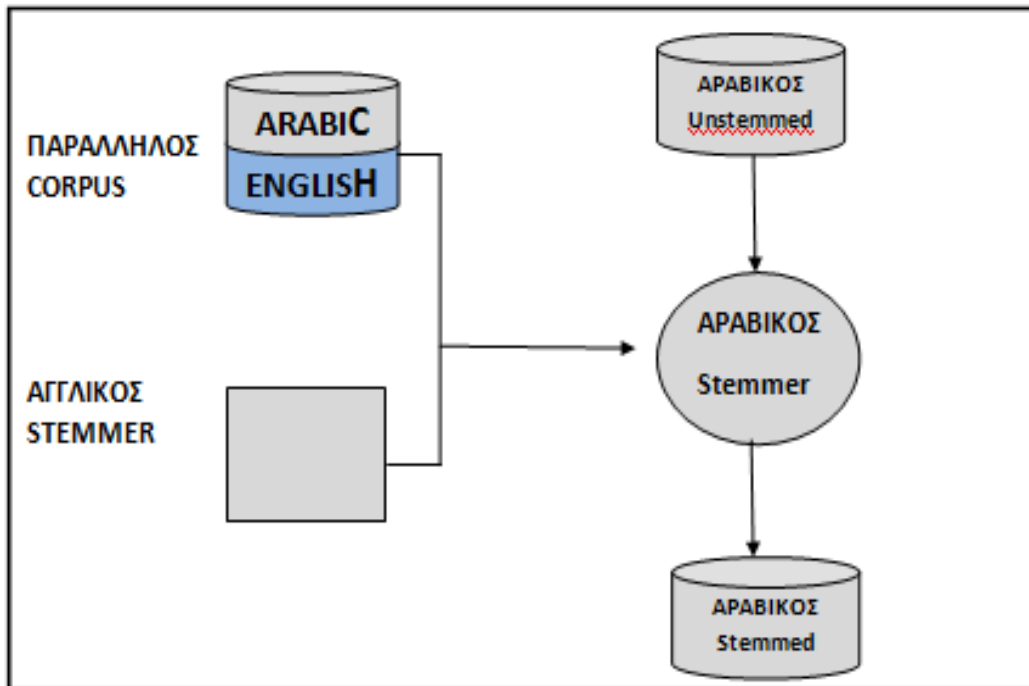 ΠΑΡΑΛΛΗΛΟΣ
CORPUS
ARABIC
ENGLISH
ΑΓΓΛΙΚΟΣ
STEMMER
ΑΡΑΒΙΚΟΣ
Unstemmed
ΑΡΑΒΙΚΟΣ
Stemmer
ΑΡΑΒΙΚΟΣ
Stemmed